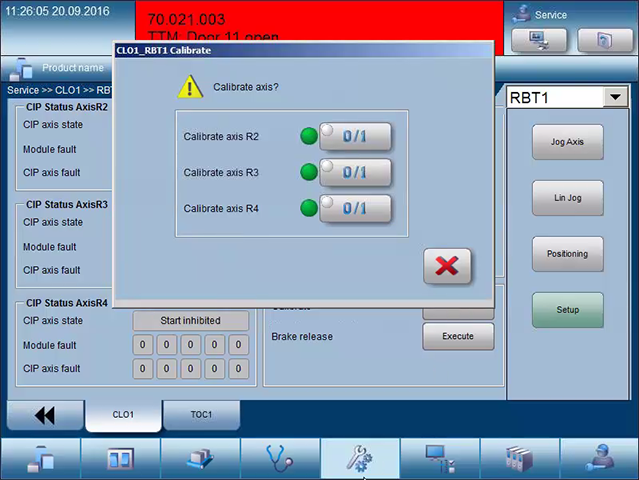 11:26:05 20.09.2016
70.021.003
TTM, Door 11 open
Service
Product name
CLO1_RBT1 Calibrate
Calibrate axis?
Calibrate axis R2
0/1
Calibrate axis R3
0/1
Calibrate axis R4
0/1
Service >> CLO1 >> RB
CIP Status AxisR2
CIP axis state
Module fault
CIP axis fault
CIP Status AxisR3
CIP axis state
Module fault
CIP axis fault
CIP Status AxisR4
CIP axis state
Start inhibited
Module fault
0 0 0 0 0
CIP axis fault
0 0 0 0 0
Brake release
Execute
RBT1
Jog Axis
Lin Jog
Positioning
Setup
CLO1
TOC1